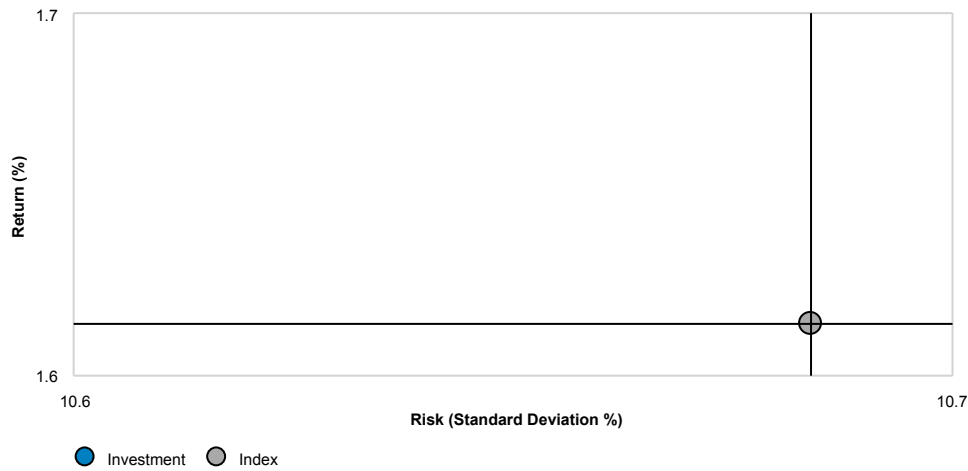 1.7
Return (%)
1.6
10.6
10.7
Risk (Standard Deviation %)
Investment
Index